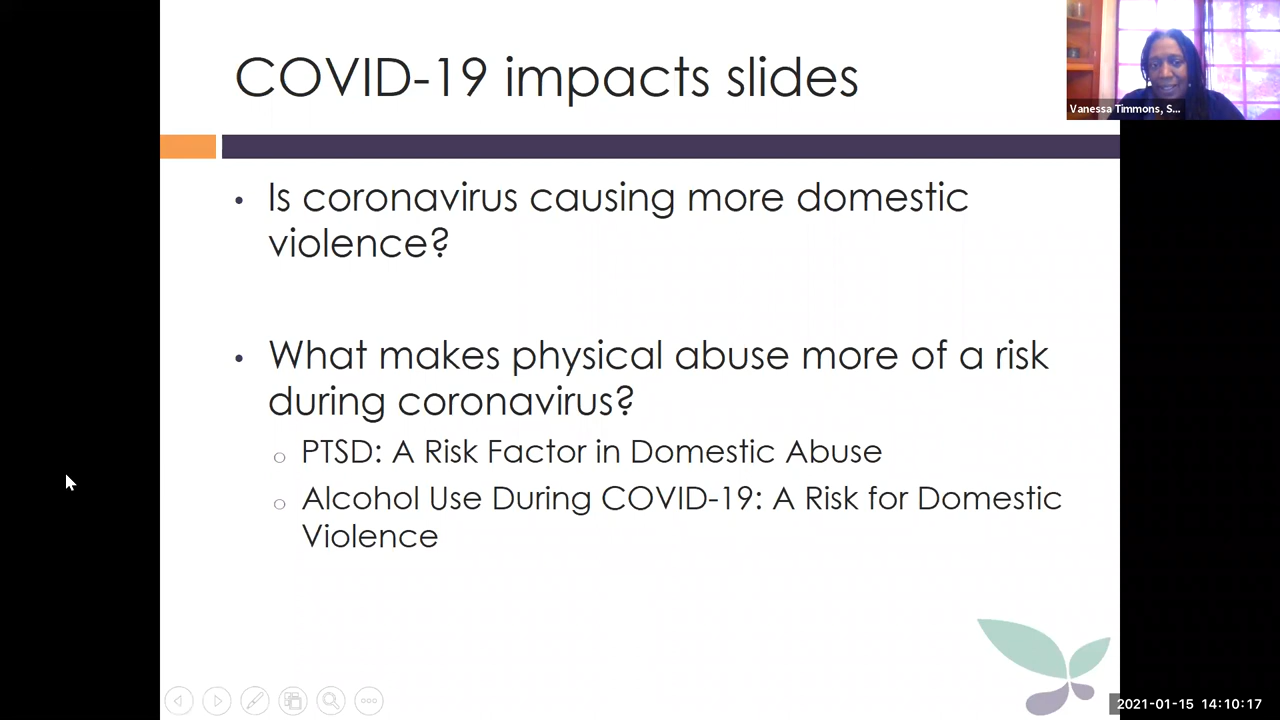 COVID-19 impacts slides
Vanessa Timmons, S...
• Is coronavirus causing more domestic
violence?
• What makes physical abuse more of a risk
during coronavirus?
○ PTSD: A Risk Factor in Domestic Abuse
○ Alcohol Use During COVID-19: A Risk for Domestic
Violence
2021-01-15 14:10:17